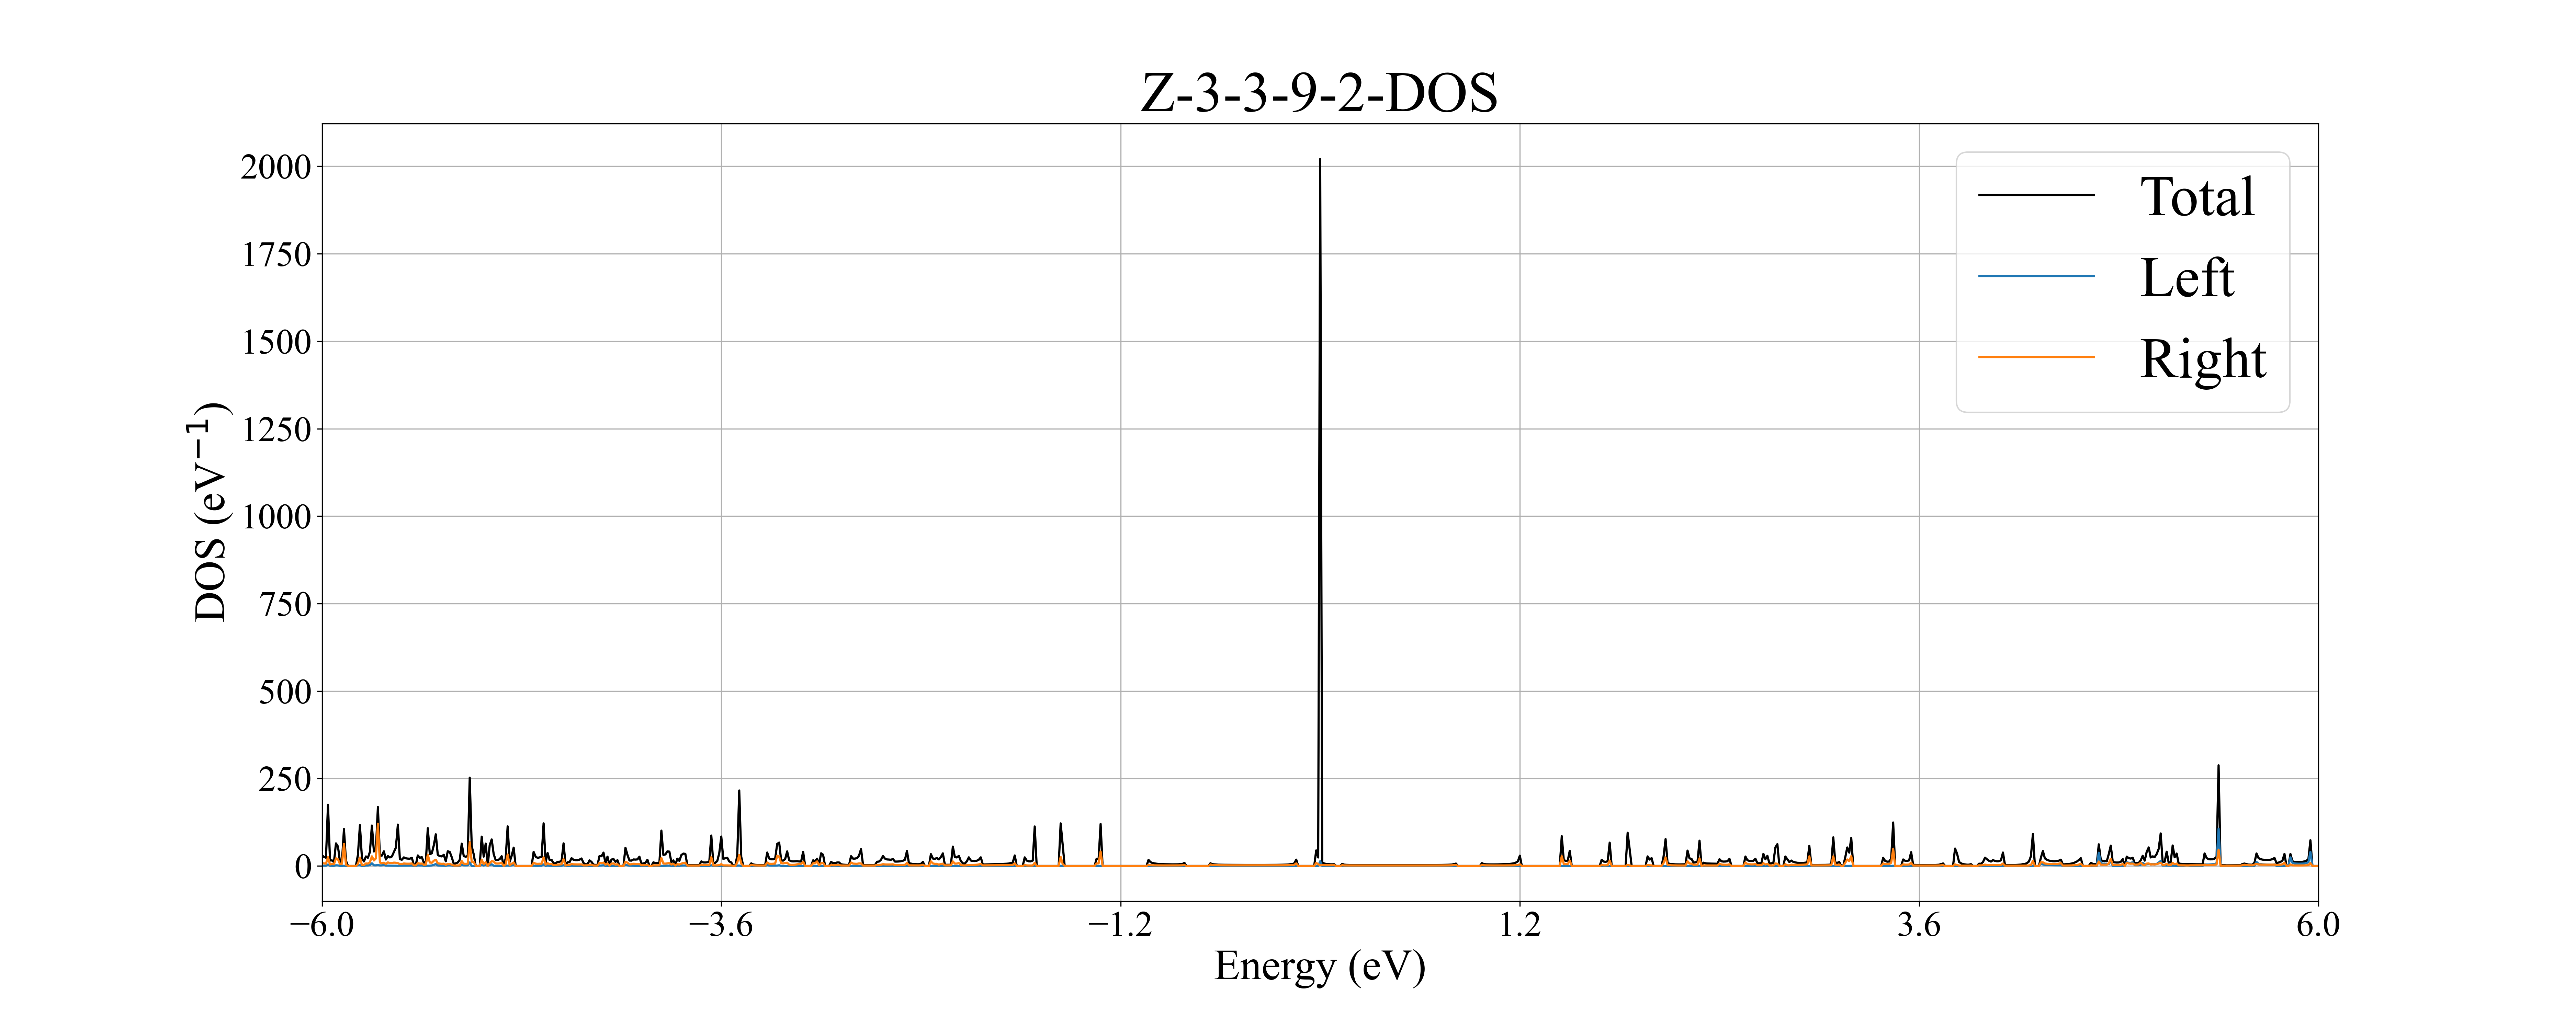 Z-3-3-9-2-DOS
2000
1750
1500
1250
1000
750
500
250
0
DOS (eV⁻¹)
Total
Left
Right
−6.0 −3.6 −1.2 1.2 3.6 6.0
Energy (eV)